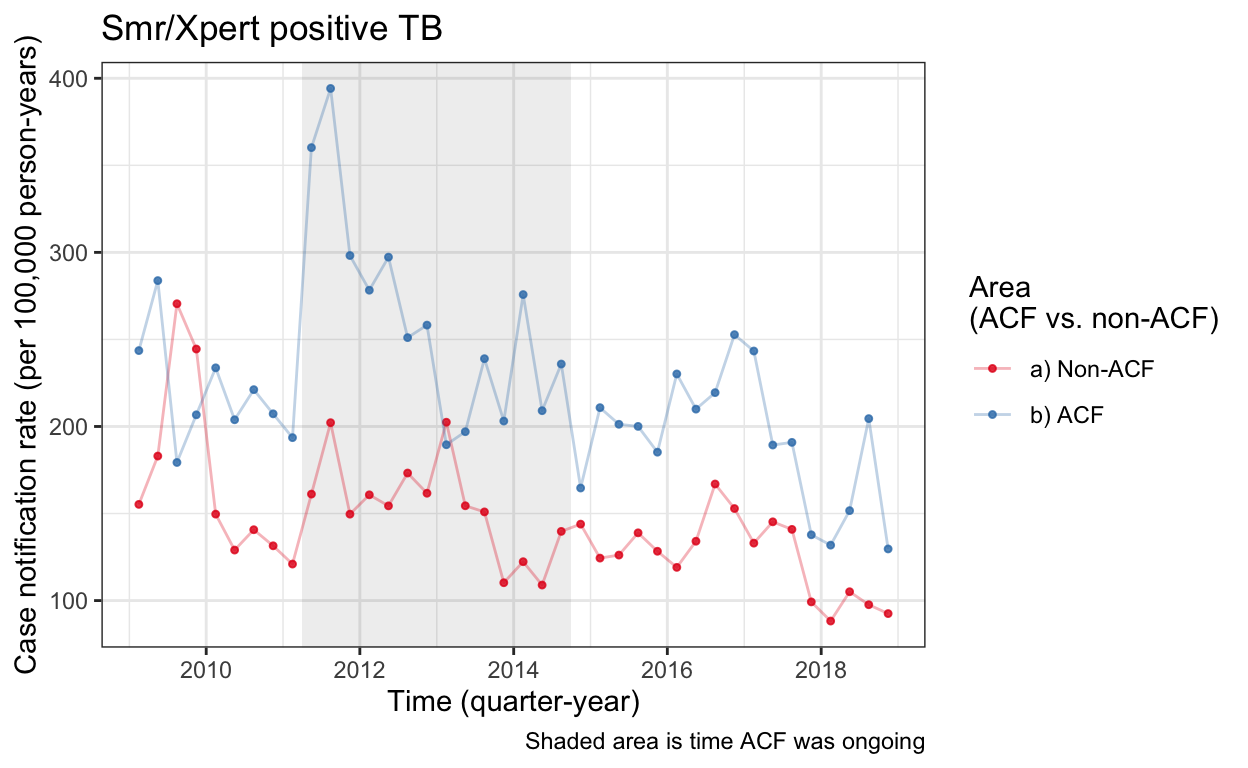 Smr/Xpert positive TB
Case notification rate (per 100,000 person-years)
400
300
200
100
2010 2012 2014 2016 2018
Time (quarter-year)
Shaded area is time ACF was ongoing
Area
(ACF vs. non-ACF)
a) Non-ACF
b) ACF